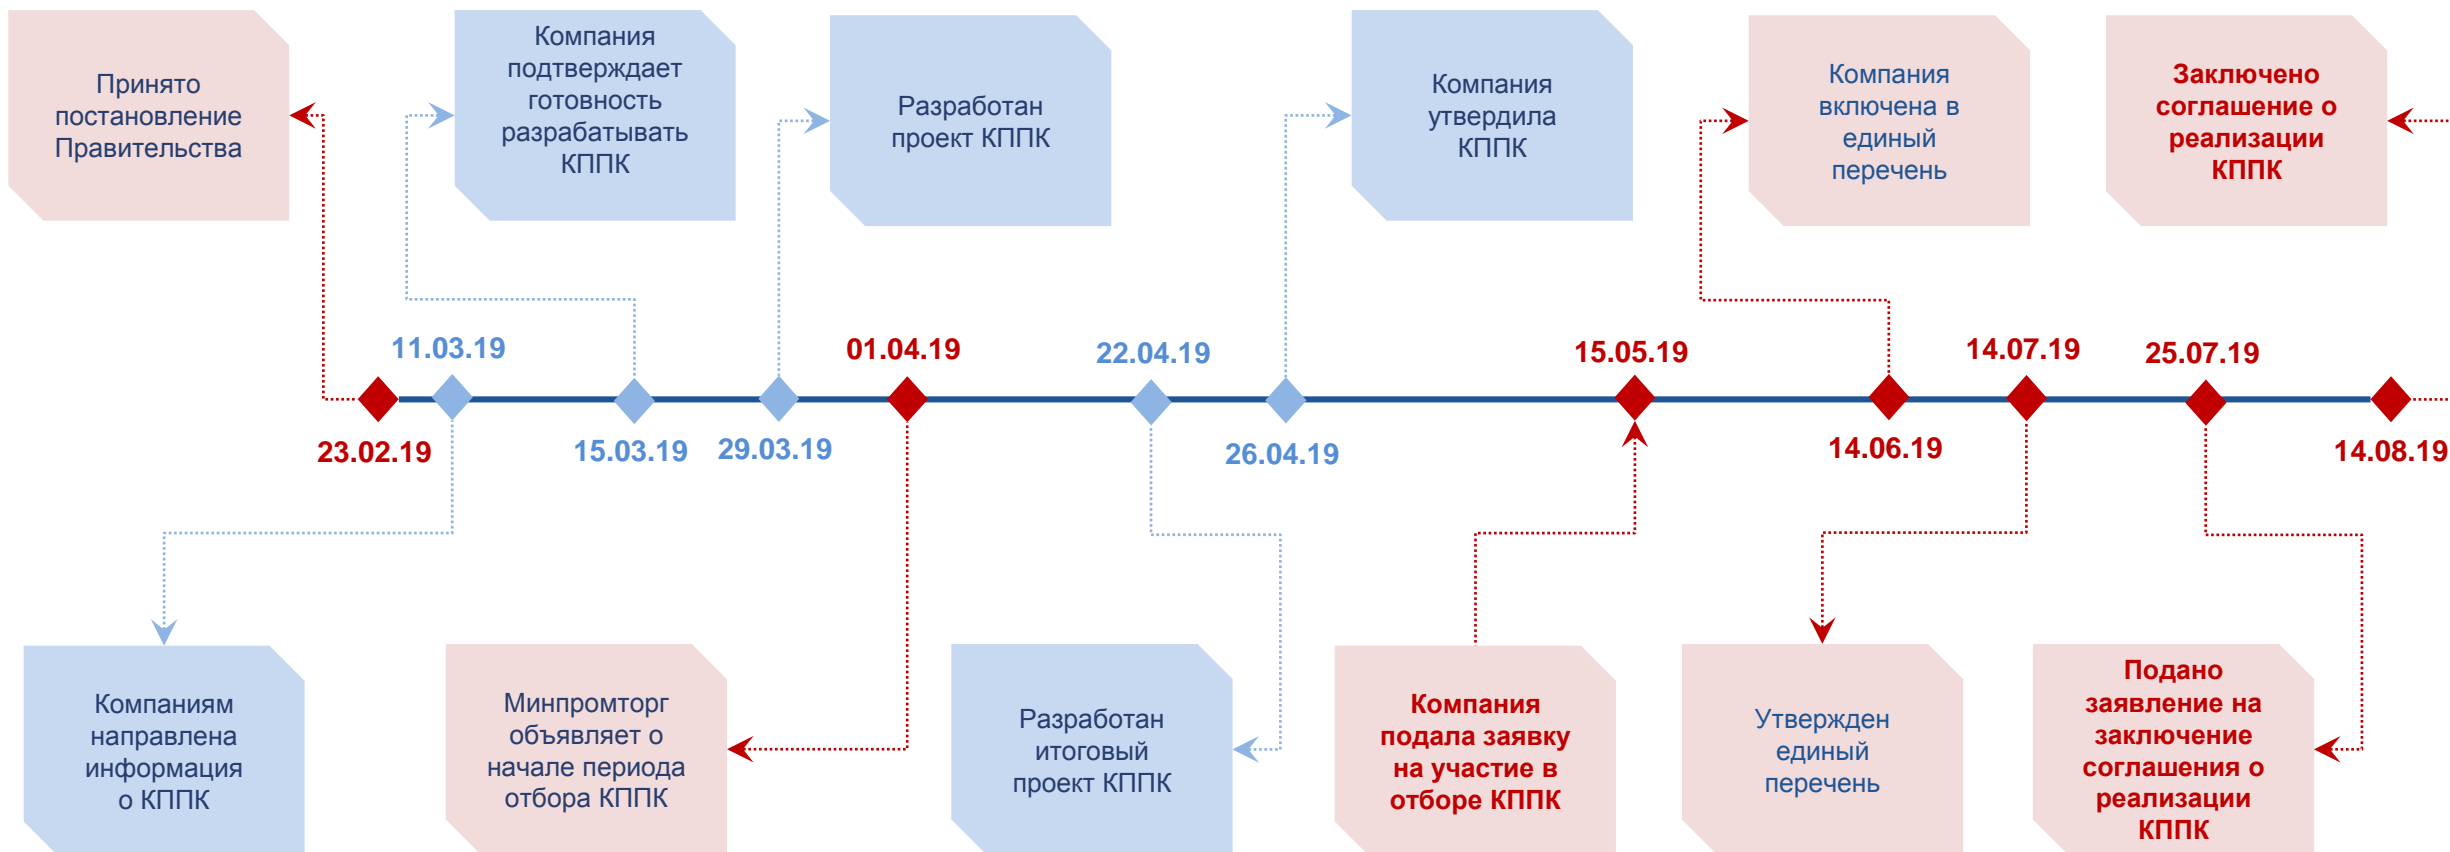 Принято
постановление
Правительства
Компания
подтверждает
готовность
разрабатывать
КППК
Разработан
проект КППК
Компания
утвердила
КППК
Компания
включена в
единый
перечень
Заключено
соглашение о
реализации
КППК
11.03.19
01.04.19
22.04.19
15.05.19
14.07.19
25.07.19
23.02.19
15.03.19
29.03.19
26.04.19
14.06.19
14.08.19
Компаниям
направлена
информация
о КППК
Минпромторг
объявляет о
начале периода
отбора КППК
Разработан
итоговый
проект КППК
Компания
подала заявку
на участие в
отборе КППК
Утвержден
единый
перечень
Подано
заявление на
заключение
соглашения о
реализации
КППК